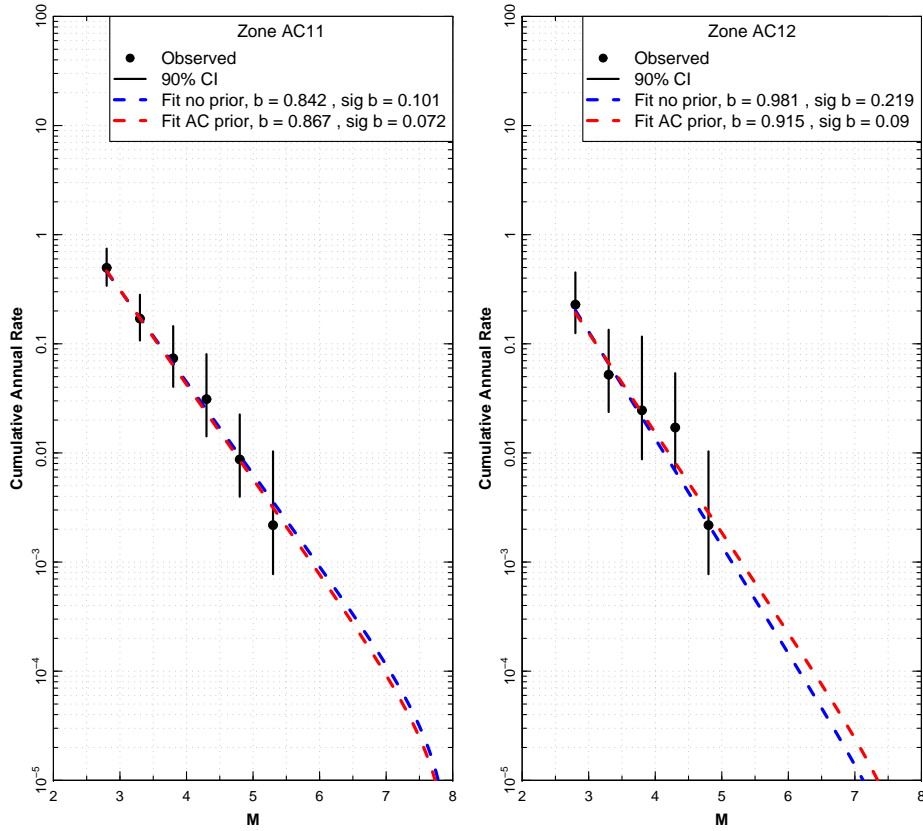 Zone AC11
Observed
90% CI
Fit no prior, b = 0.842 , sig b = 0.101
Fit AC prior, b = 0.867 , sig b = 0.072
100
10
1
0.1
0.01
10⁻³
10⁻⁴
10⁻⁵
Cumulative Annual Rate
2 3 4 5 6 7 8
M
Zone AC12
Observed
90% CI
Fit no prior, b = 0.981 , sig b = 0.219
Fit AC prior, b = 0.915 , sig b = 0.09
100
10
1
0.1
0.01
10⁻³
10⁻⁴
10⁻⁵
Cumulative Annual Rate
2 3 4 5 6 7 8
M